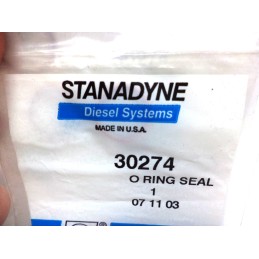 STANADYNE
Diesel Systems
MADE IN U.S.A.
30274
O RING SEAL
1
07 11 03